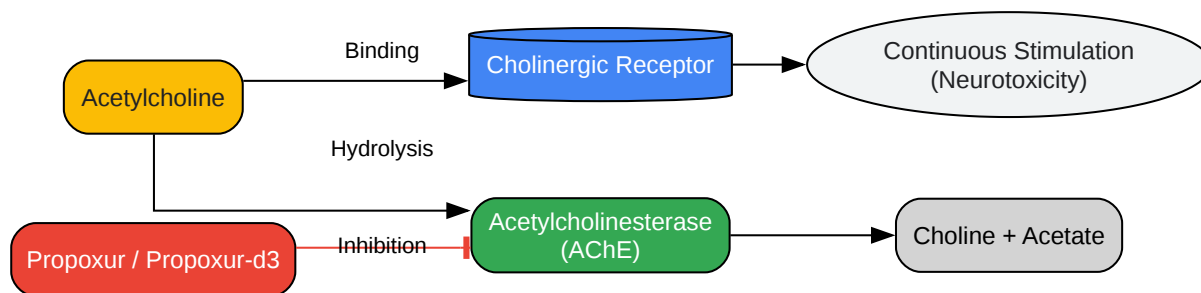 Binding
Acetylcholine
Cholinergic Receptor
Continuous Stimulation
(Neurotoxicity)
Hydrolysis
Propoxur / Propoxur-d3
Inhibition
Acetylcholinesterase
(AChE)
Choline + Acetate